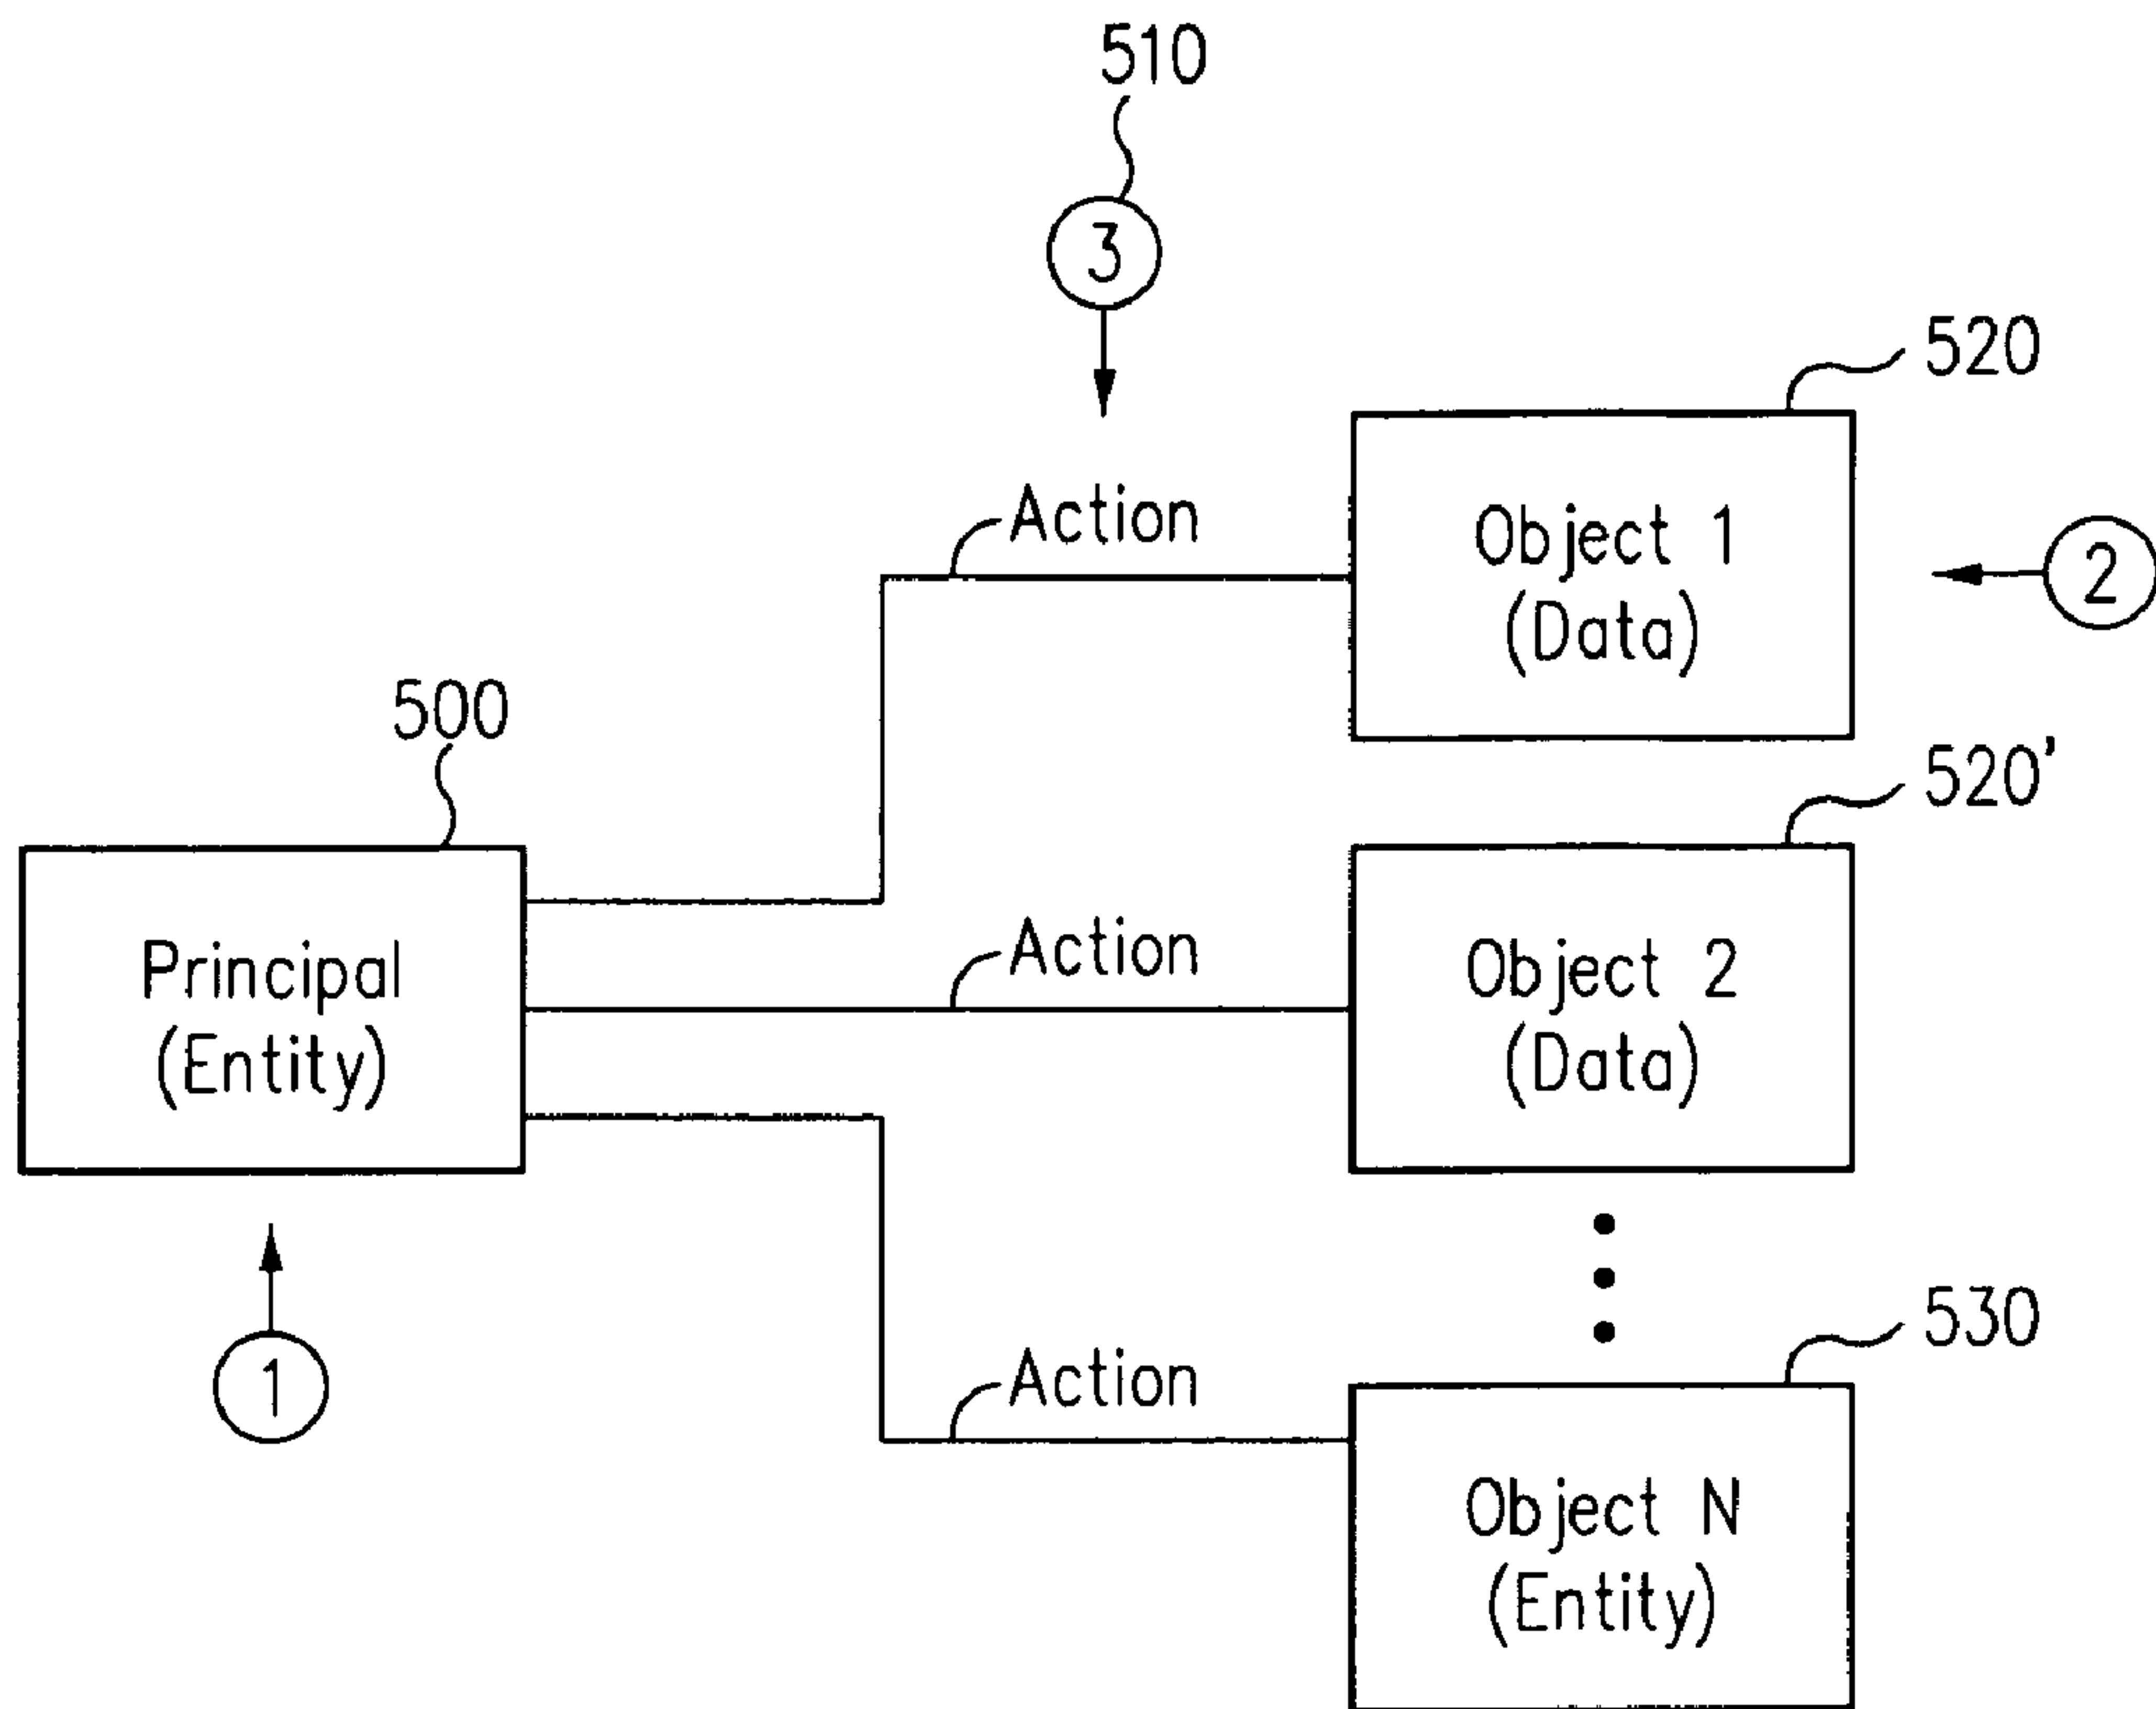 510
3
520
Action
Object 1
(Data)
2
500
520'
Action
Principal
(Entity)
Object 2
(Data)
530
1
Action
Object N
(Entity)